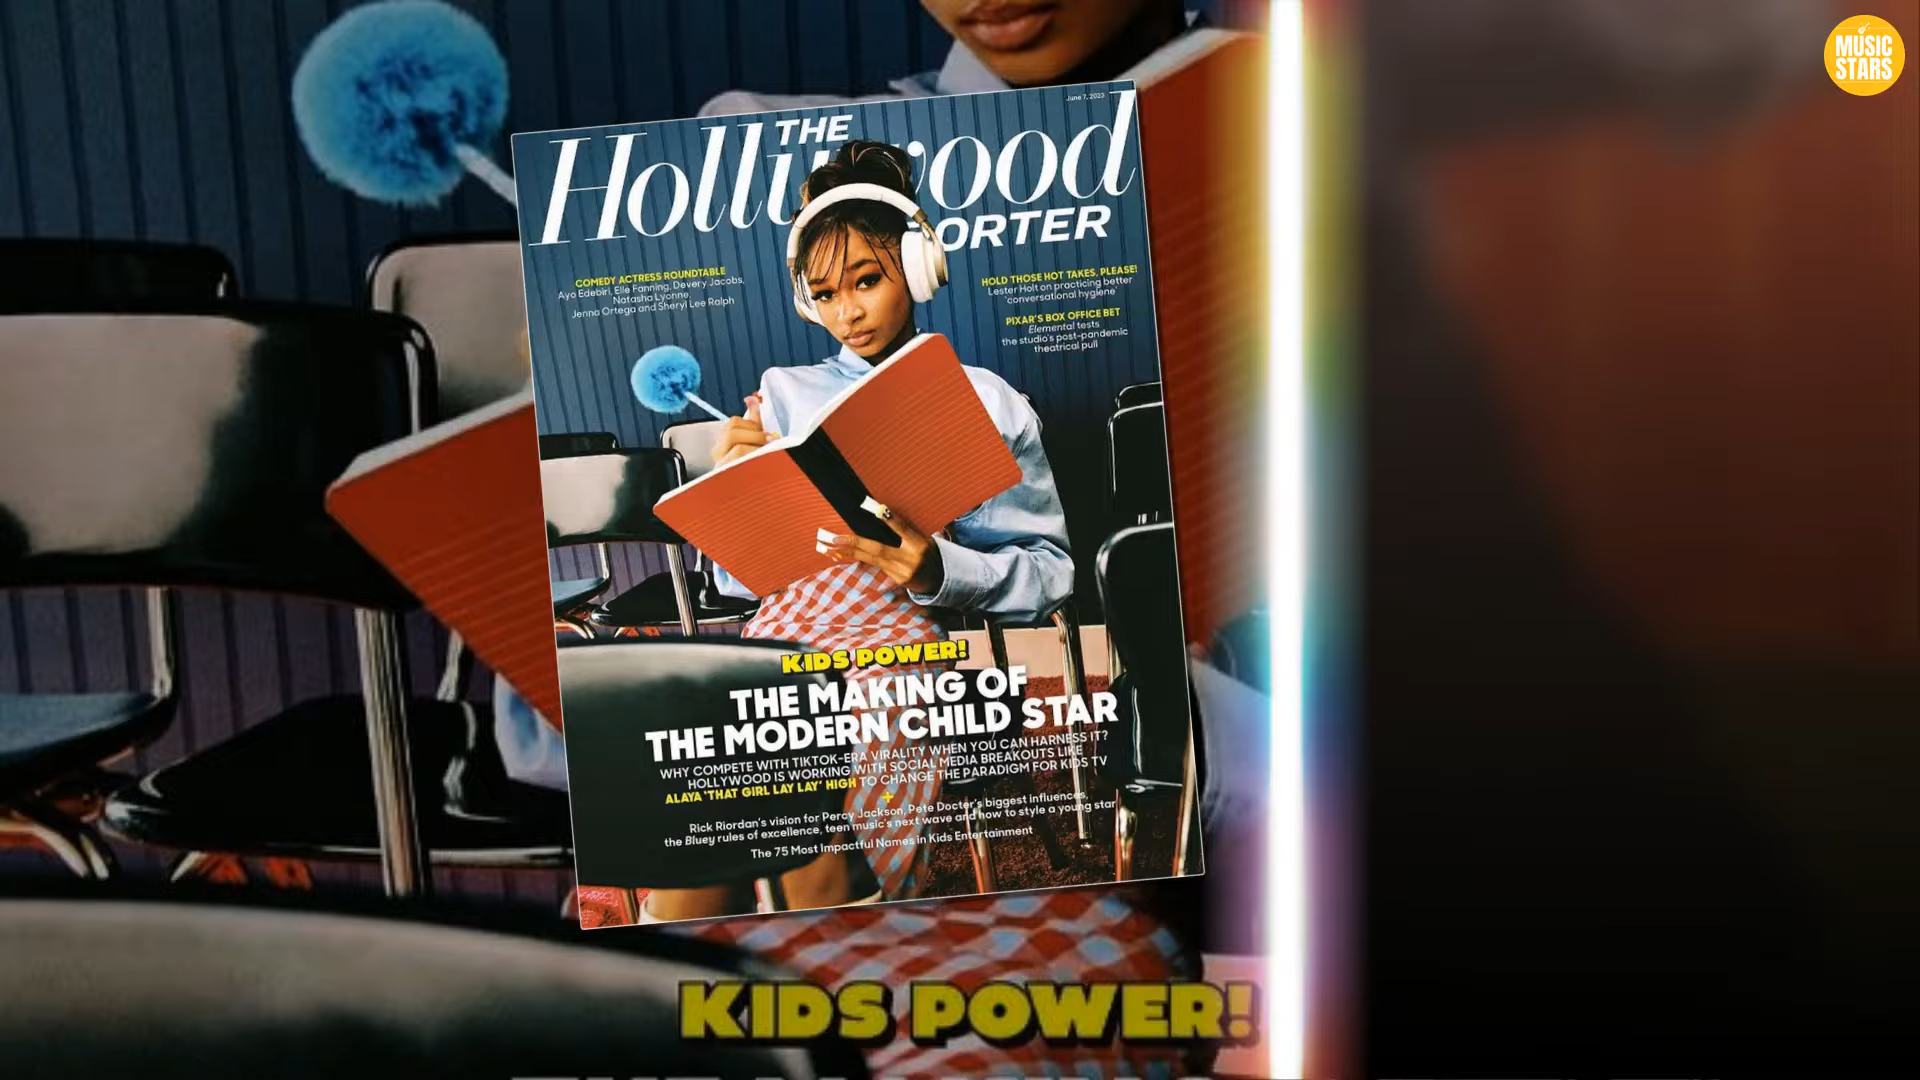 MUSIC
STARS
June 7, 2023
THE
Hollywood
ORTER
COMEDY ACTRESS ROUNDTABLE
Ayo Edebiri, Elle Fanning, Devery Jacobs,
Natasha Lyonne,
Jenna Ortega and Sheryl Lee Ralph
HOLD THOSE HOT TAKES, PLEASE!
Lester Holt on practicing better
'conversational hygiene'
PIXAR'S BOX OFFICE BET
Elemental tests
the studio's post-pandemic
theatrical pull
KIDS POWER!
THE MAKING OF
THE MODERN CHILD STAR
WHY COMPETE WITH TIKTOK-ERA VIRALITY WHEN YOU CAN HARNESS IT?
HOLLYWOOD IS WORKING WITH SOCIAL MEDIA BREAKOUTS LIKE
ALAYA 'THAT GIRL LAY LAY' HIGH TO CHANGE THE PARADIGM FOR KIDS TV
+
Rick Riordan's vision for Percy Jackson, Pete Docter's biggest influences,
the Bluey rules of excellence, teen music's next wave and how to style a young star
The 75 Most Impactful Names in Kids Entertainment
KIDS POWER!